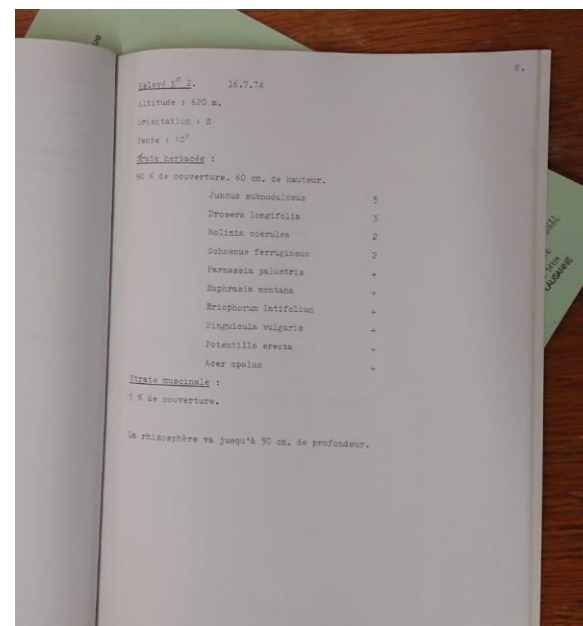 6.
Relevé N° 2. 16.7.74
Altitude : 620 m.
Orientation : S
Pente : 10°
Strate herbacée :
90 % de couverture. 60 cm. de hauteur.
Juncus subnodulosus 5
Drosera longifolia 3
Molinia coerulea 2
Schoenus ferrugineus 2
Parnassia palustris +
Euphrasia montana +
Eriophorum latifolium +
Pinguicula vulgaris +
Potentilla erecta +
Acer opalus +
Strate muscinale :
5 % de couverture.
La rhizosphère va jusqu'à 30 cm. de profondeur.
LAUSANNE